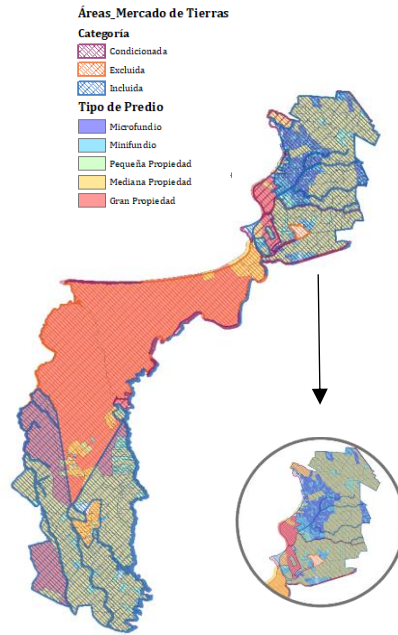 Áreas_Mercado de Tierras
Categoría
Condicionada
Excluida
Incluida
Tipo de Predio
Microfundio
Minifundio
Pequeña Propiedad
Mediana Propiedad
Gran Propiedad